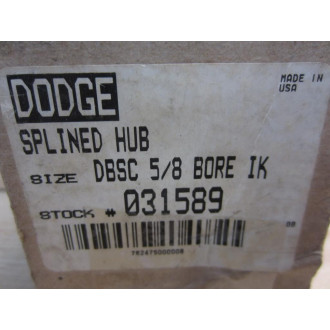 DODGE
MADE IN
USA
SPLINED HUB
SIZE DBSC 5/8 BORE IK
STOCK # 031589